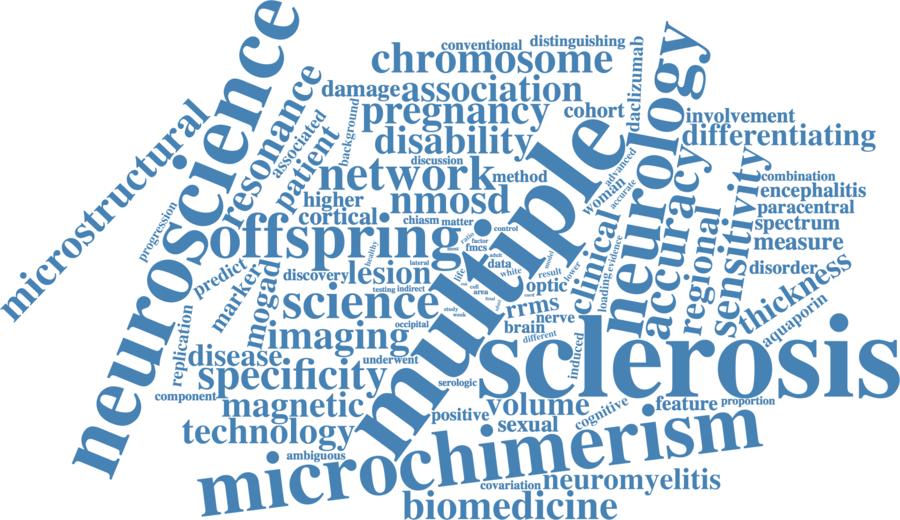 neuroscience
conventional
distinguishing
chromosome
neurology
daclizumab
damage
association
resonance
microstructural
background
pregnancy
cohort
involvement
associated
patient
disability
differentiating
discussion
multiple
advanced
network
method
woman
accurate
accuracy
sensitivity
combination
encephalitis
higher
nmosd
cortical
chiasm
matter
control
clinical
regional
paracentral
spectrum
progression
offspring
ratio
factor
fmcs
healthy
evidence
measure
predict
marker
mogad
discovery
lesion
lateral
life
data
adult
white
model
result
lower
loading
disorder
thickness
science
testing
indirect
cell
area
optic
final
aquaporin
replication
imaging
occipital
study
week
rrms
nerve
brain
different
induced
disease
underwent
sclerosis
component
specificity
serologic
magnetic
positive
volume
cognitive
feature
proportion
technology
sexual
microchimerism
ambiguous
covariation
neuromyelitis
biomedicine